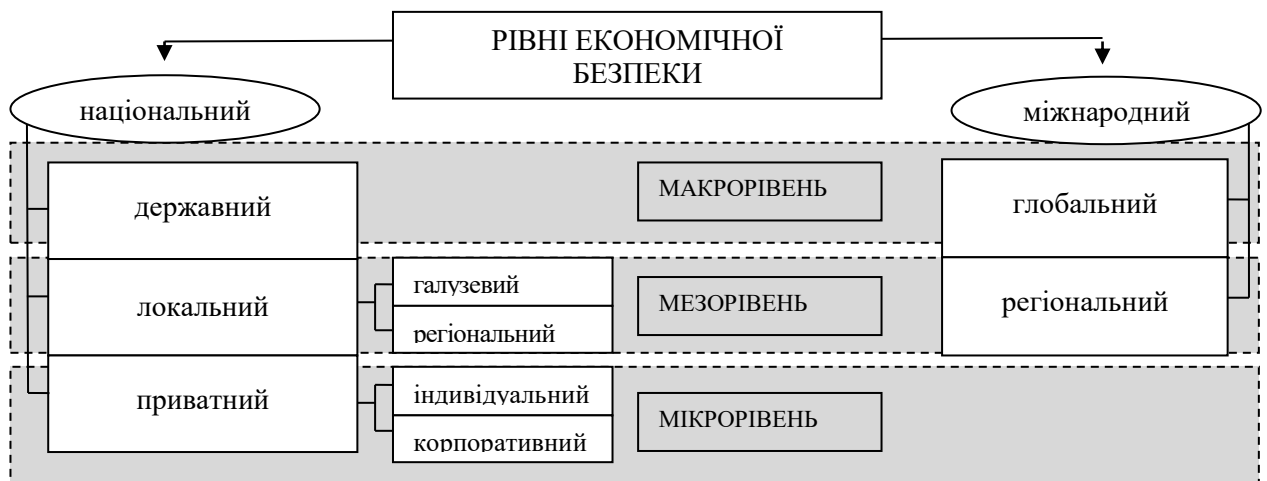 РІВНІ ЕКОНОМІЧНОЇ
БЕЗПЕКИ
національний
міжнародний
державний
МАКРОРІВЕНЬ
глобальний
локальний
галузевий
регіональний
МЕЗОРІВЕНЬ
регіональний
приватний
індивідуальний
корпоративний
МІКРОРІВЕНЬ